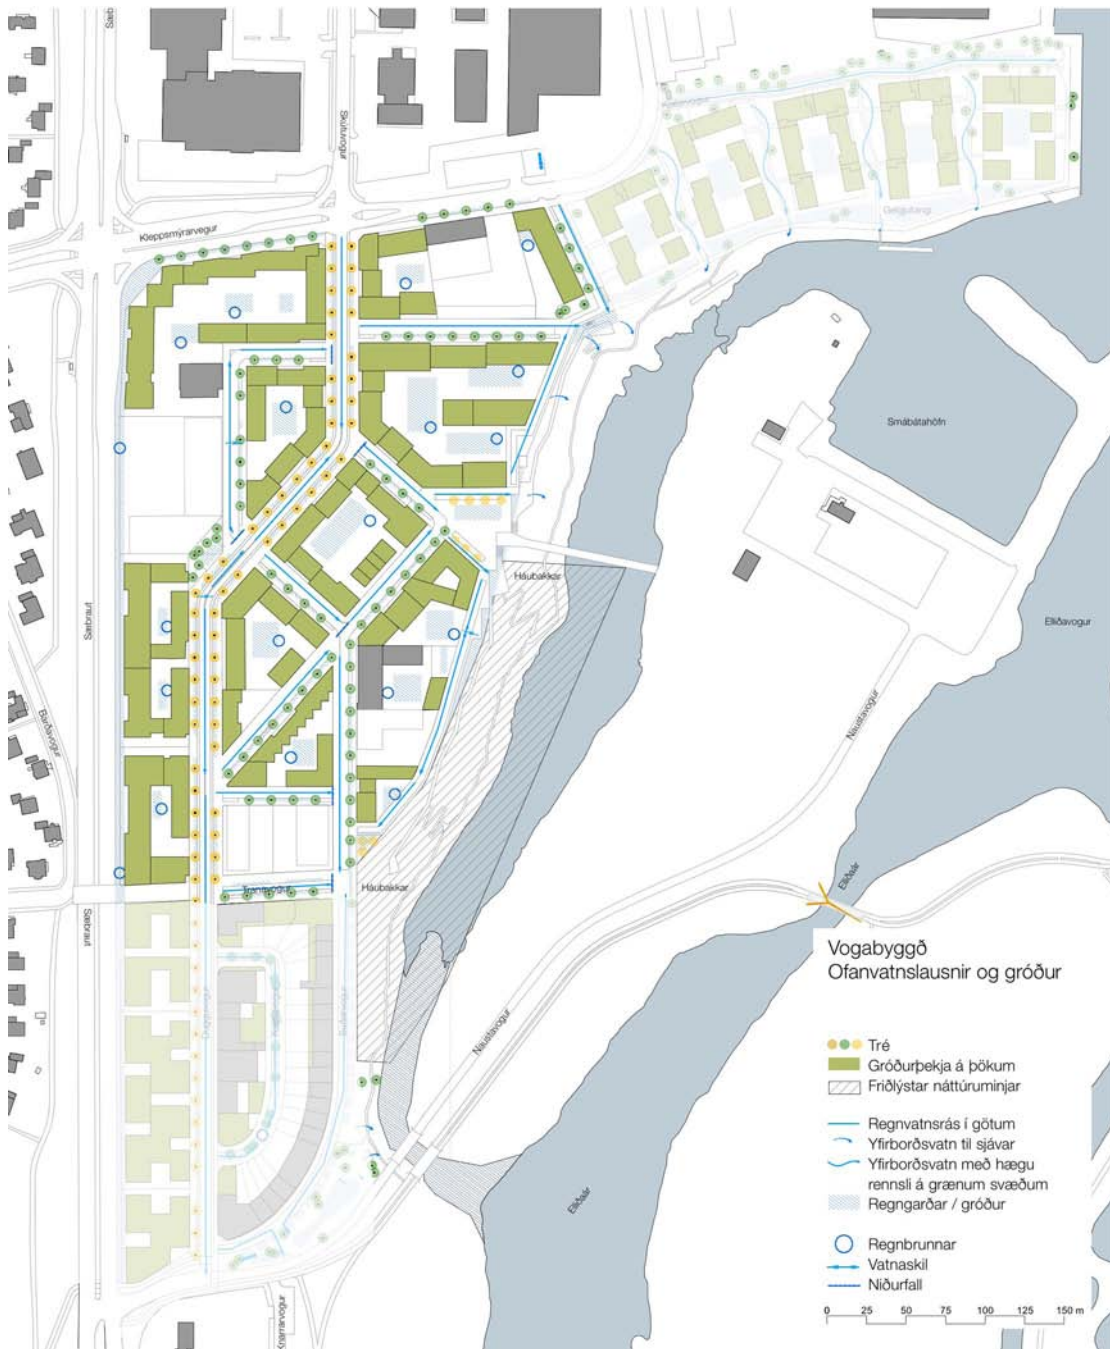 Sæb
Skútuvogur
Kleppsmýrarvegur
Gelgjutangi
Smábátahöfn
Elliðavogur
Háubakkar
Sæbraut
Barðavogur
Naustavogur
Elliðaár
Tranavogur
Háubakkar
Sæbraut
Naustavogur
Elliðaár
Knarrarvogur
Vogabyggð
Ofanvatnslausnir og gróður
Tré
Gróðurþekja á þökum
Friðlýstar náttúruminjar
Regnvatnsrás í götum
Yfirborðsvatn til sjávar
Yfirborðsvatn með hægu
rennsli á grænum svæðum
Regngarðar / gróður
Regnbrunnar
Vatnaskil
Niðurfall
0 25 50 75 100 125 150 m